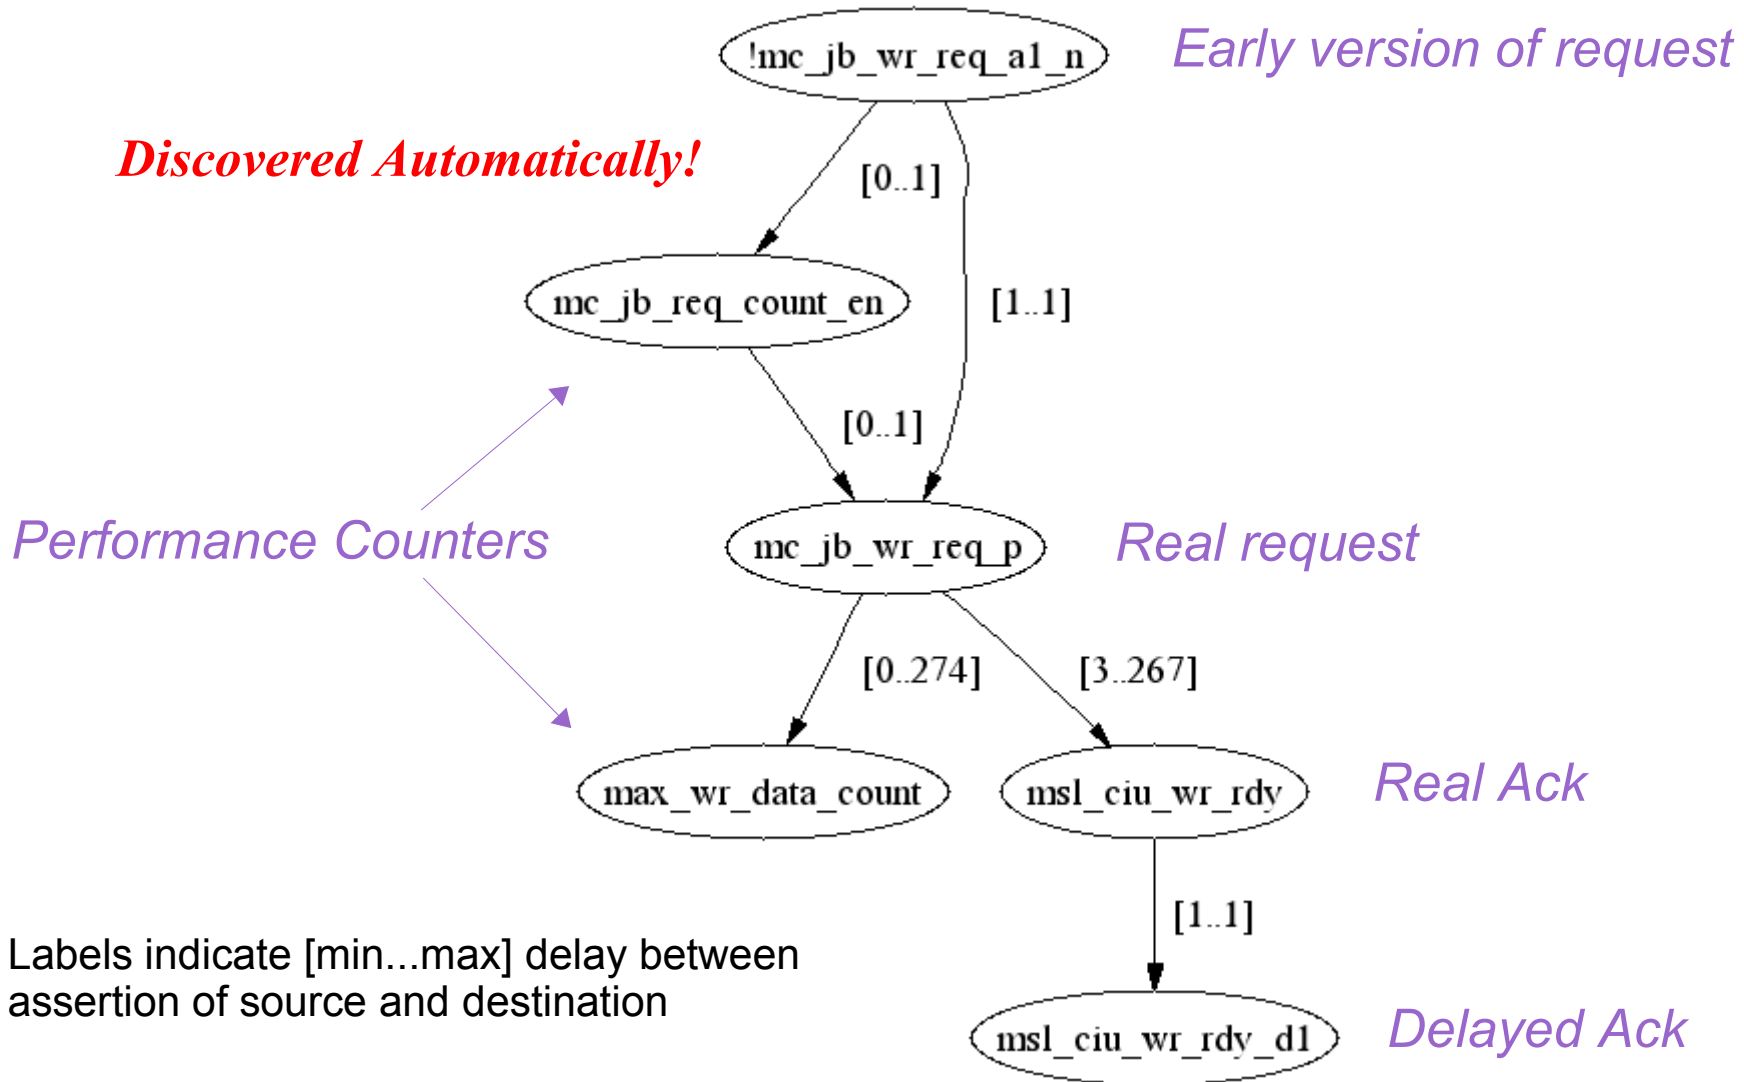 !mc_jb_wr_req_a1_n
Early version of request
Discovered Automatically!
[0..1]
mc_jb_req_count_en
[1..1]
[0..1]
Performance Counters
mc_jb_wr_req_p
Real request
[0..274]
[3..267]
max_wr_data_count
msl_ciu_wr_rdy
Real Ack
[1..1]
Labels indicate [min...max] delay between
assertion of source and destination
msl_ciu_wr_rdy_d1
Delayed Ack